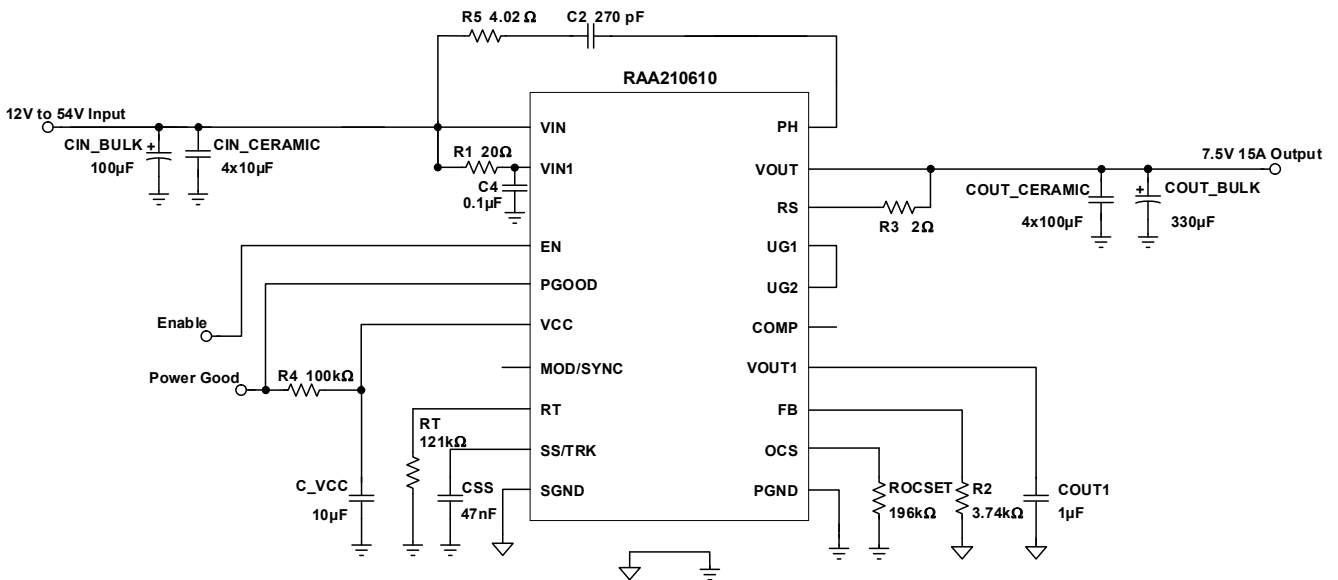 R5 4.02 Ω
C2 270 pF
RAA210610
12V to 54V Input
CIN_BULK
+
100µF
CIN_CERAMIC
4x10µF
R1 20Ω
C4
0.1µF
VIN
VIN1
EN
PGOOD
VCC
MOD/SYNC
RT
SS/TRK
SGND
PH
VOUT
RS
UG1
UG2
COMP
VOUT1
FB
OCS
PGND
7.5V 15A Output
COUT_CERAMIC
4x100µF
+
COUT_BULK
330µF
R3 2Ω
Enable
Power Good
R4 100kΩ
RT
121kΩ
C_VCC
10µF
CSS
47nF
ROCSET
196kΩ
R2
3.74kΩ
COUT1
1µF